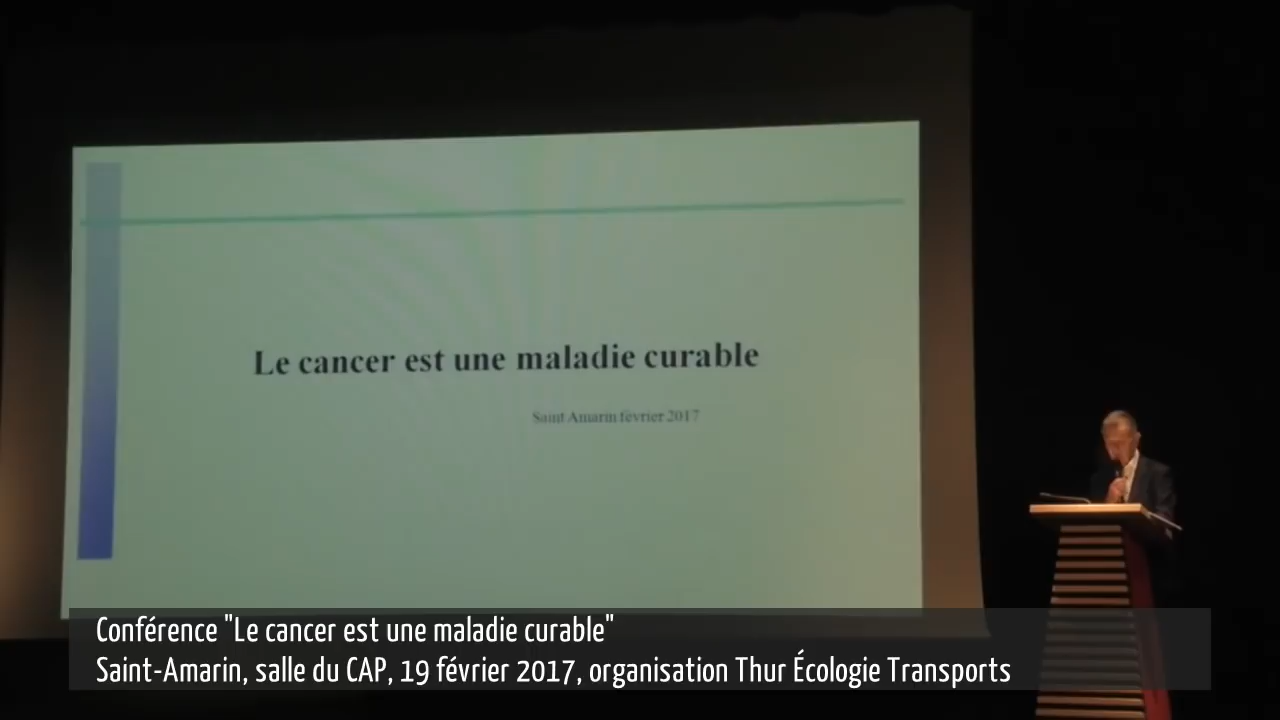 Le cancer est une maladie curable
Saint Amarin février 2017
Conférence "Le cancer est une maladie curable"
Saint-Amarin, salle du CAP, 19 février 2017, organisation Thur Écologie Transports